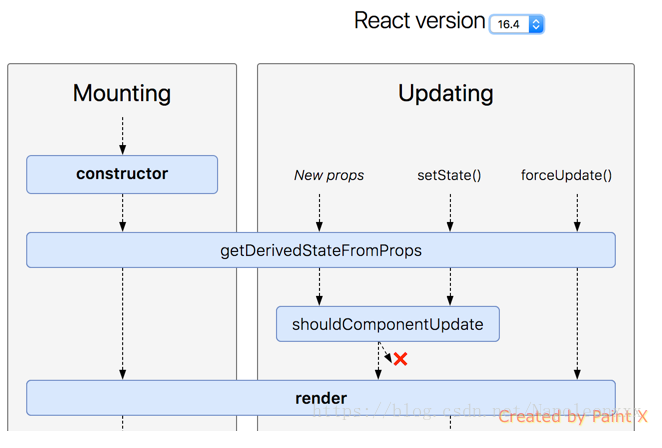 React version 16.4
Mounting
Updating
constructor
New props
setState()
forceUpdate()
getDerivedStateFromProps
shouldComponentUpdate
render
https://blog.csdn.net/
Created by Paint X